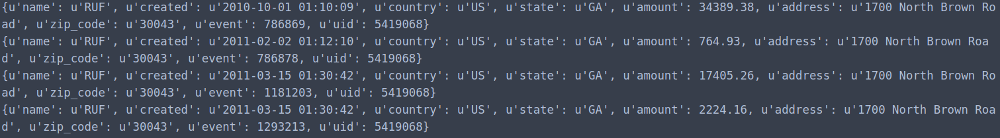 {u'name': u'RUF', u'created': u'2010-10-01 01:10:09', u'country': u'US', u'state': u'GA', u'amount': 34389.38, u'address': u'1700 North Brown Ro
ad', u'zip_code': u'30043', u'event': 786869, u'uid': 5419068}
{u'name': u'RUF', u'created': u'2011-02-02 01:12:10', u'country': u'US', u'state': u'GA', u'amount': 764.93, u'address': u'1700 North Brown Roa
d', u'zip_code': u'30043', u'event': 786878, u'uid': 5419068}
{u'name': u'RUF', u'created': u'2011-03-15 01:30:42', u'country': u'US', u'state': u'GA', u'amount': 17405.26, u'address': u'1700 North Brown Ro
ad', u'zip_code': u'30043', u'event': 1181203, u'uid': 5419068}
{u'name': u'RUF', u'created': u'2011-03-15 01:30:42', u'country': u'US', u'state': u'GA', u'amount': 2224.16, u'address': u'1700 North Brown Roa
d', u'zip_code': u'30043', u'event': 1293213, u'uid': 5419068}